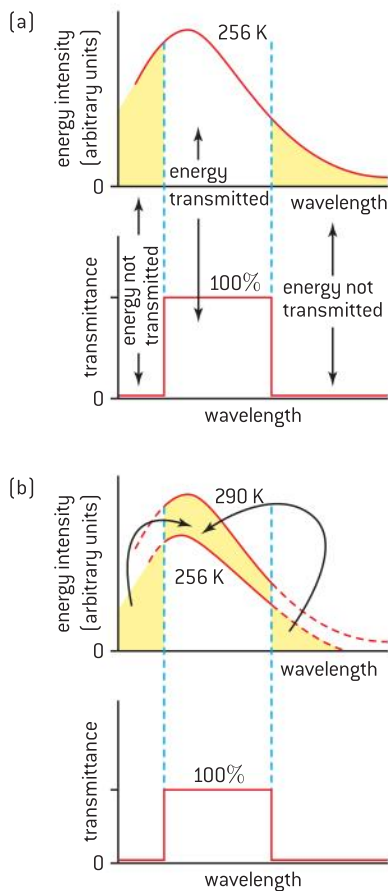 (a)
energy intensity
(arbitrary units)
256 K
energy
transmitted
0
wavelength
transmittance
energy not
transmitted
100%
energy not
transmitted
0
wavelength
(b)
energy intensity
(arbitrary units)
290 K
256 K
0
wavelength
transmittance
100%
0
wavelength